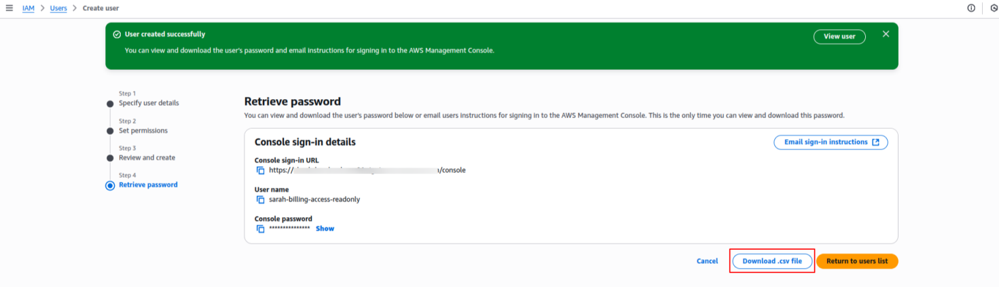 IAM > Users > Create user
User created successfully
You can view and download the user's password and email instructions for signing in to the AWS Management Console.
View user
Step 1
Specify user details
Step 2
Set permissions
Step 3
Review and create
Step 4
Retrieve password
Retrieve password
You can view and download the user's password below or email users instructions for signing in to the AWS Management Console. This is the only time you can view and download this password.
Console sign-in details
Email sign-in instructions
Console sign-in URL
https:// /console
User name
sarah-billing-access-readonly
Console password
*************** Show
Cancel
Download .csv file
Return to users list